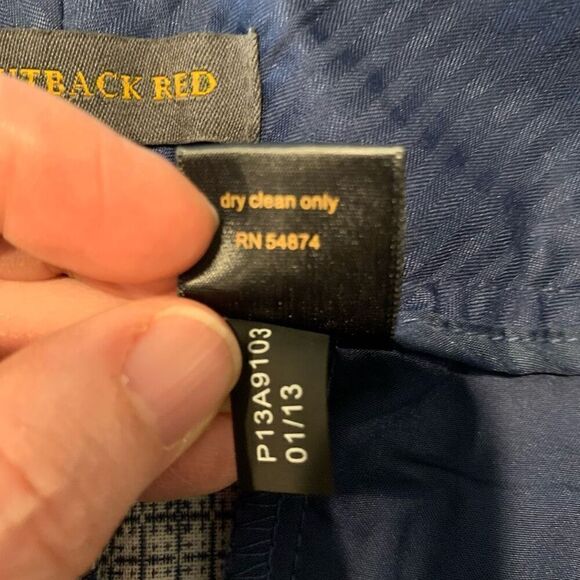 UTBACK RED
dry clean only
RN 54874
P13A9103
01/13